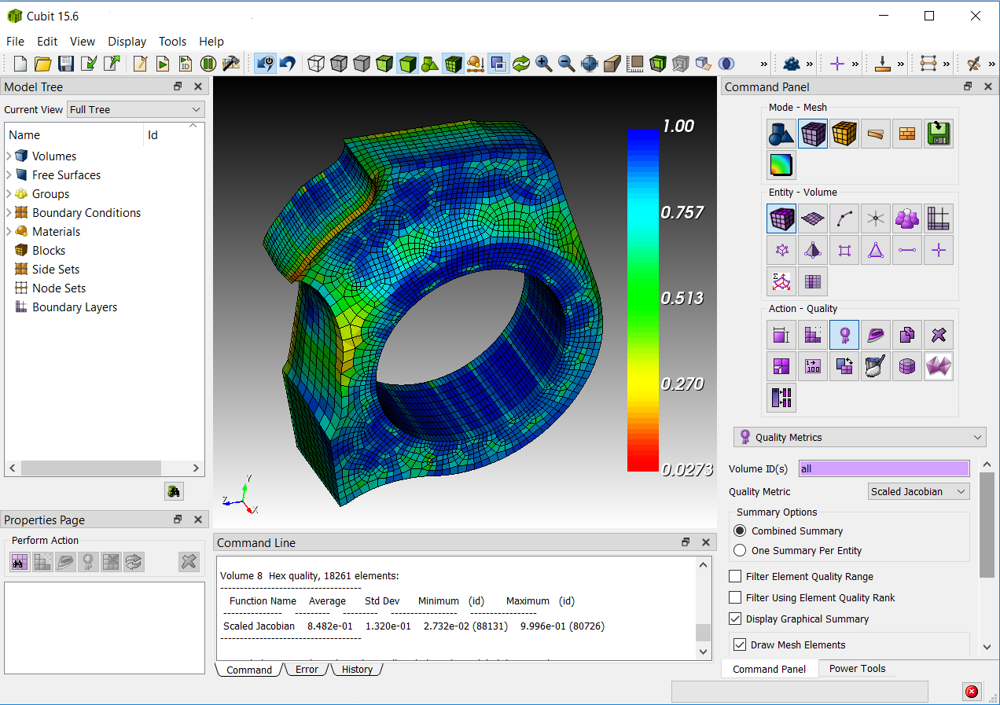 Cubit 15.6
File Edit View Display Tools Help
Model Tree
Current View Full Tree
Name Id
Volumes
Free Surfaces
Groups
Boundary Conditions
Materials
Blocks
Side Sets
Node Sets
Boundary Layers
Properties Page
Perform Action
1.00
0.757
0.513
0.270
0.0273
Y
Z
X
Command Line
Volume 8 Hex quality, 18261 elements:
------------------------------------
Function Name Average Std Dev Minimum (id) Maximum (id)
--------------- --------- --------- ----------------- -----------------
Scaled Jacobian 8.482e-01 1.320e-01 2.732e-02 (88131) 9.996e-01 (80726)
------------------------------------
Command Error History
Command Panel
Mode - Mesh
Entity - Volume
Action - Quality
Quality Metrics
Volume ID(s) all
Quality Metric Scaled Jacobian
Summary Options
Combined Summary
One Summary Per Entity
Filter Element Quality Range
Filter Using Element Quality Rank
Display Graphical Summary
Draw Mesh Elements
Command Panel Power Tools